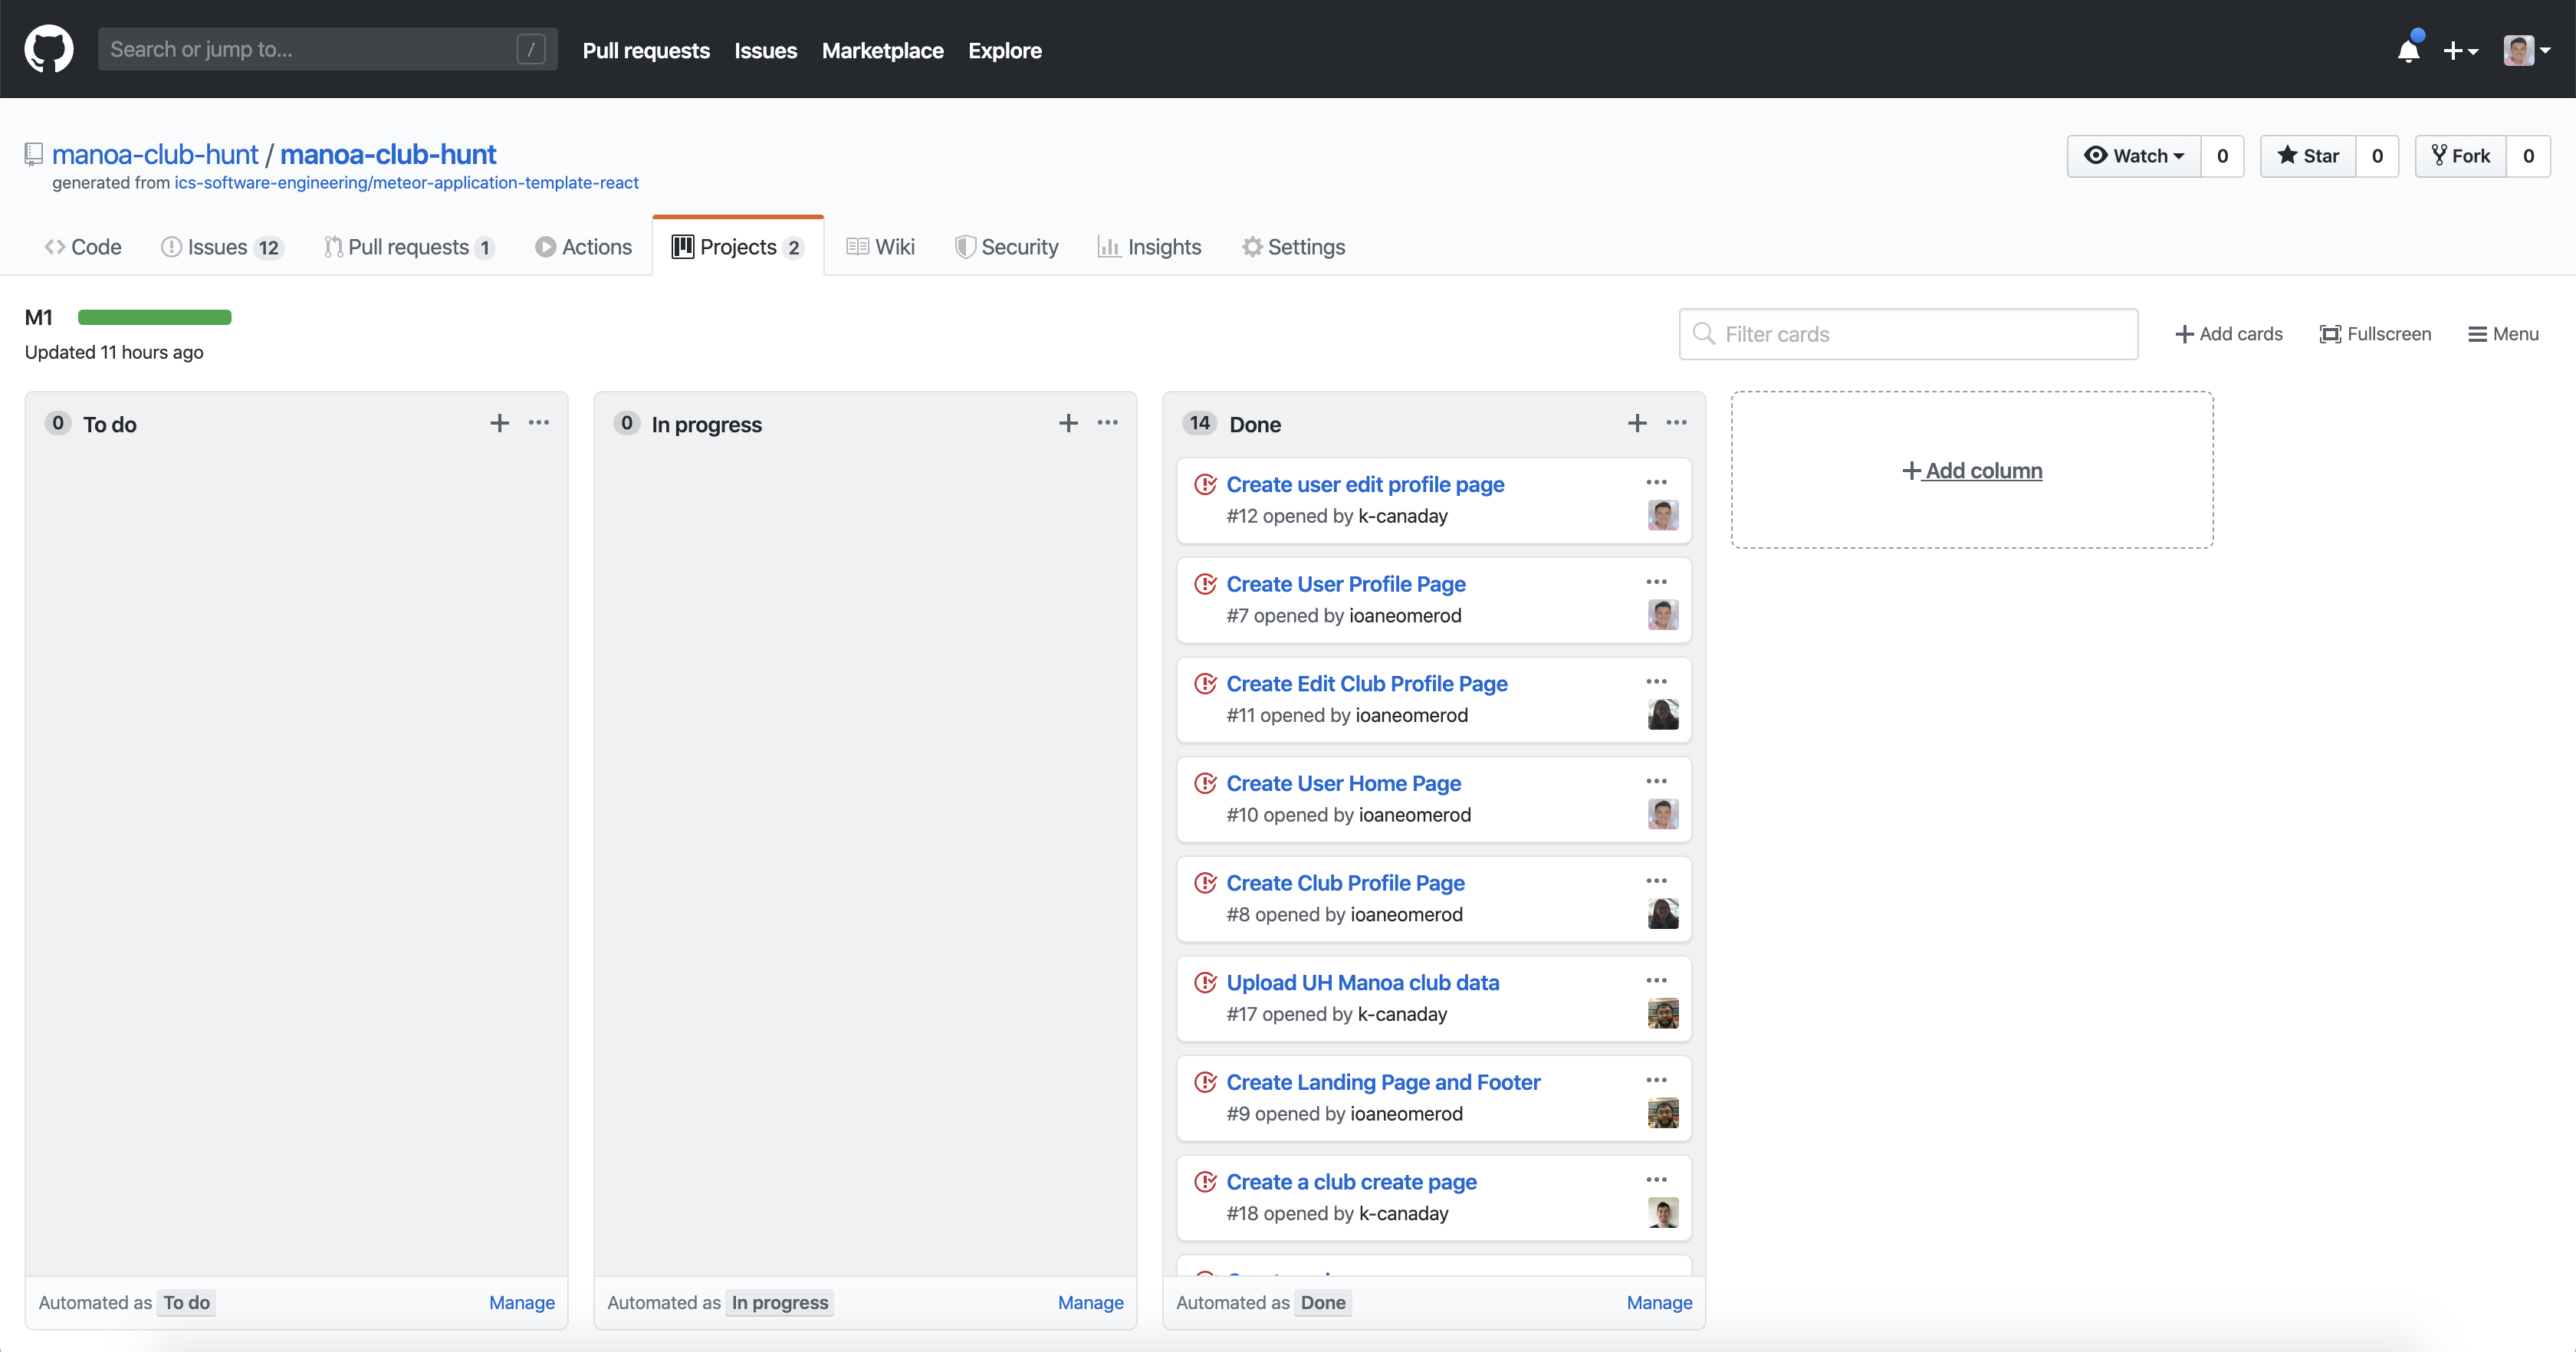 Search or jump to... /
Pull requests Issues Marketplace Explore
manoa-club-hunt / manoa-club-hunt
generated from ics-software-engineering/meteor-application-template-react
Watch 0 Star 0 Fork 0
Code Issues 12 Pull requests 1 Actions Projects 2 Wiki Security Insights Settings
M1
Updated 11 hours ago
Filter cards
Add cards Fullscreen Menu
0 To do
Automated as To do Manage
0 In progress
Automated as In progress Manage
14 Done
Create user edit profile page
#12 opened by k-canaday
Create User Profile Page
#7 opened by ioaneomerod
Create Edit Club Profile Page
#11 opened by ioaneomerod
Create User Home Page
#10 opened by ioaneomerod
Create Club Profile Page
#8 opened by ioaneomerod
Upload UH Manoa club data
#17 opened by k-canaday
Create Landing Page and Footer
#9 opened by ioaneomerod
Create a club create page
#18 opened by k-canaday
Automated as Done Manage
Add column